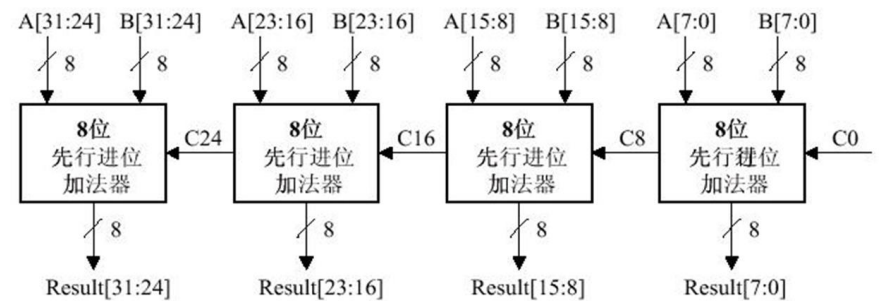 A[31:24] B[31:24] A[23:16] B[23:16] A[15:8] B[15:8] A[7:0] B[7:0]
8 8 8 8 8 8 8 8
8位 8位 8位 8位
先行进位 C24 先行进位 C16 先行进位 C8 先行进位 C0
加法器 加法器 加法器 加法器
8 8 8 8
Result[31:24] Result[23:16] Result[15:8] Result[7:0]